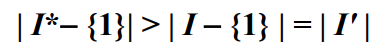 | I*– {1}| > | I – {1} | = | I′ |